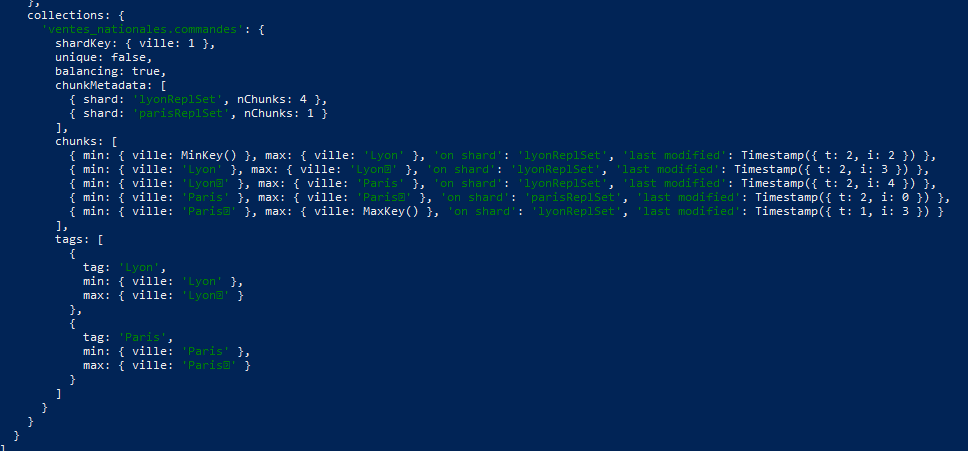 },
collections: {
'ventes_nationales.commandes': {
shardKey: { ville: 1 },
unique: false,
balancing: true,
chunkMetadata: [
{ shard: 'lyonReplSet', nChunks: 4 },
{ shard: 'parisReplSet', nChunks: 1 }
],
chunks: [
{ min: { ville: MinKey() }, max: { ville: 'Lyon' }, 'on shard': 'lyonReplSet', 'last modified': Timestamp({ t: 2, i: 2 }) },
{ min: { ville: 'Lyon' }, max: { ville: 'Lyon⍰' }, 'on shard': 'lyonReplSet', 'last modified': Timestamp({ t: 2, i: 3 }) },
{ min: { ville: 'Lyon⍰' }, max: { ville: 'Paris' }, 'on shard': 'lyonReplSet', 'last modified': Timestamp({ t: 2, i: 4 }) },
{ min: { ville: 'Paris' }, max: { ville: 'Paris⍰' }, 'on shard': 'parisReplSet', 'last modified': Timestamp({ t: 2, i: 0 }) },
{ min: { ville: 'Paris⍰' }, max: { ville: MaxKey() }, 'on shard': 'lyonReplSet', 'last modified': Timestamp({ t: 1, i: 3 }) }
],
tags: [
{
tag: 'Lyon',
min: { ville: 'Lyon' },
max: { ville: 'Lyon⍰' }
},
{
tag: 'Paris',
min: { ville: 'Paris' },
max: { ville: 'Paris⍰' }
}
]
}
}
}
]